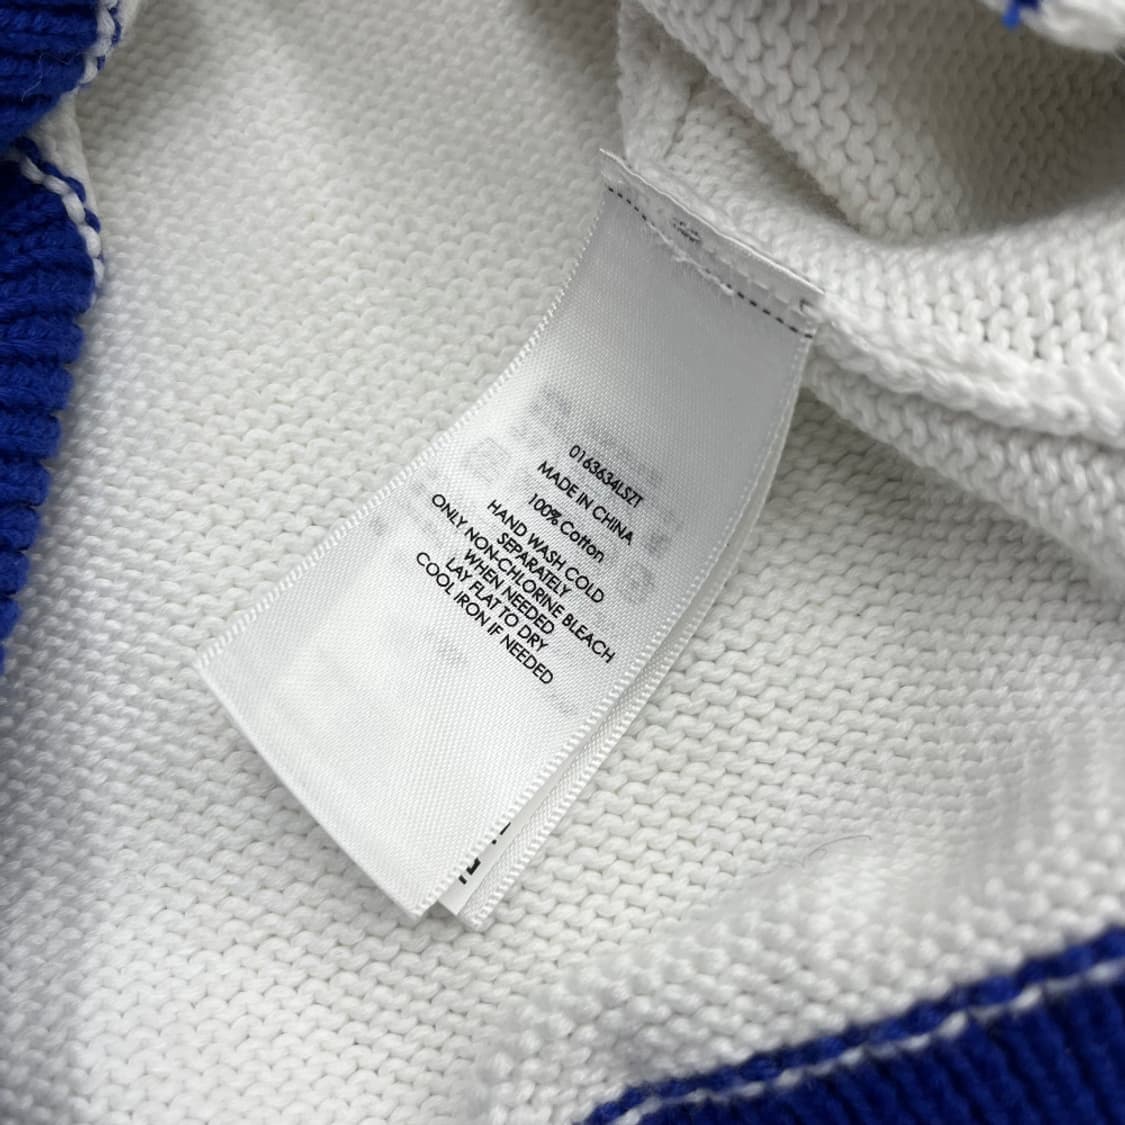 0163634LSZT
MADE IN CHINA
100% Cotton
HAND WASH COLD
SEPARATELY
ONLY NON-CHLORINE BLEACH
WHEN NEEDED
LAY FLAT TO DRY
COOL IRON IF NEEDED